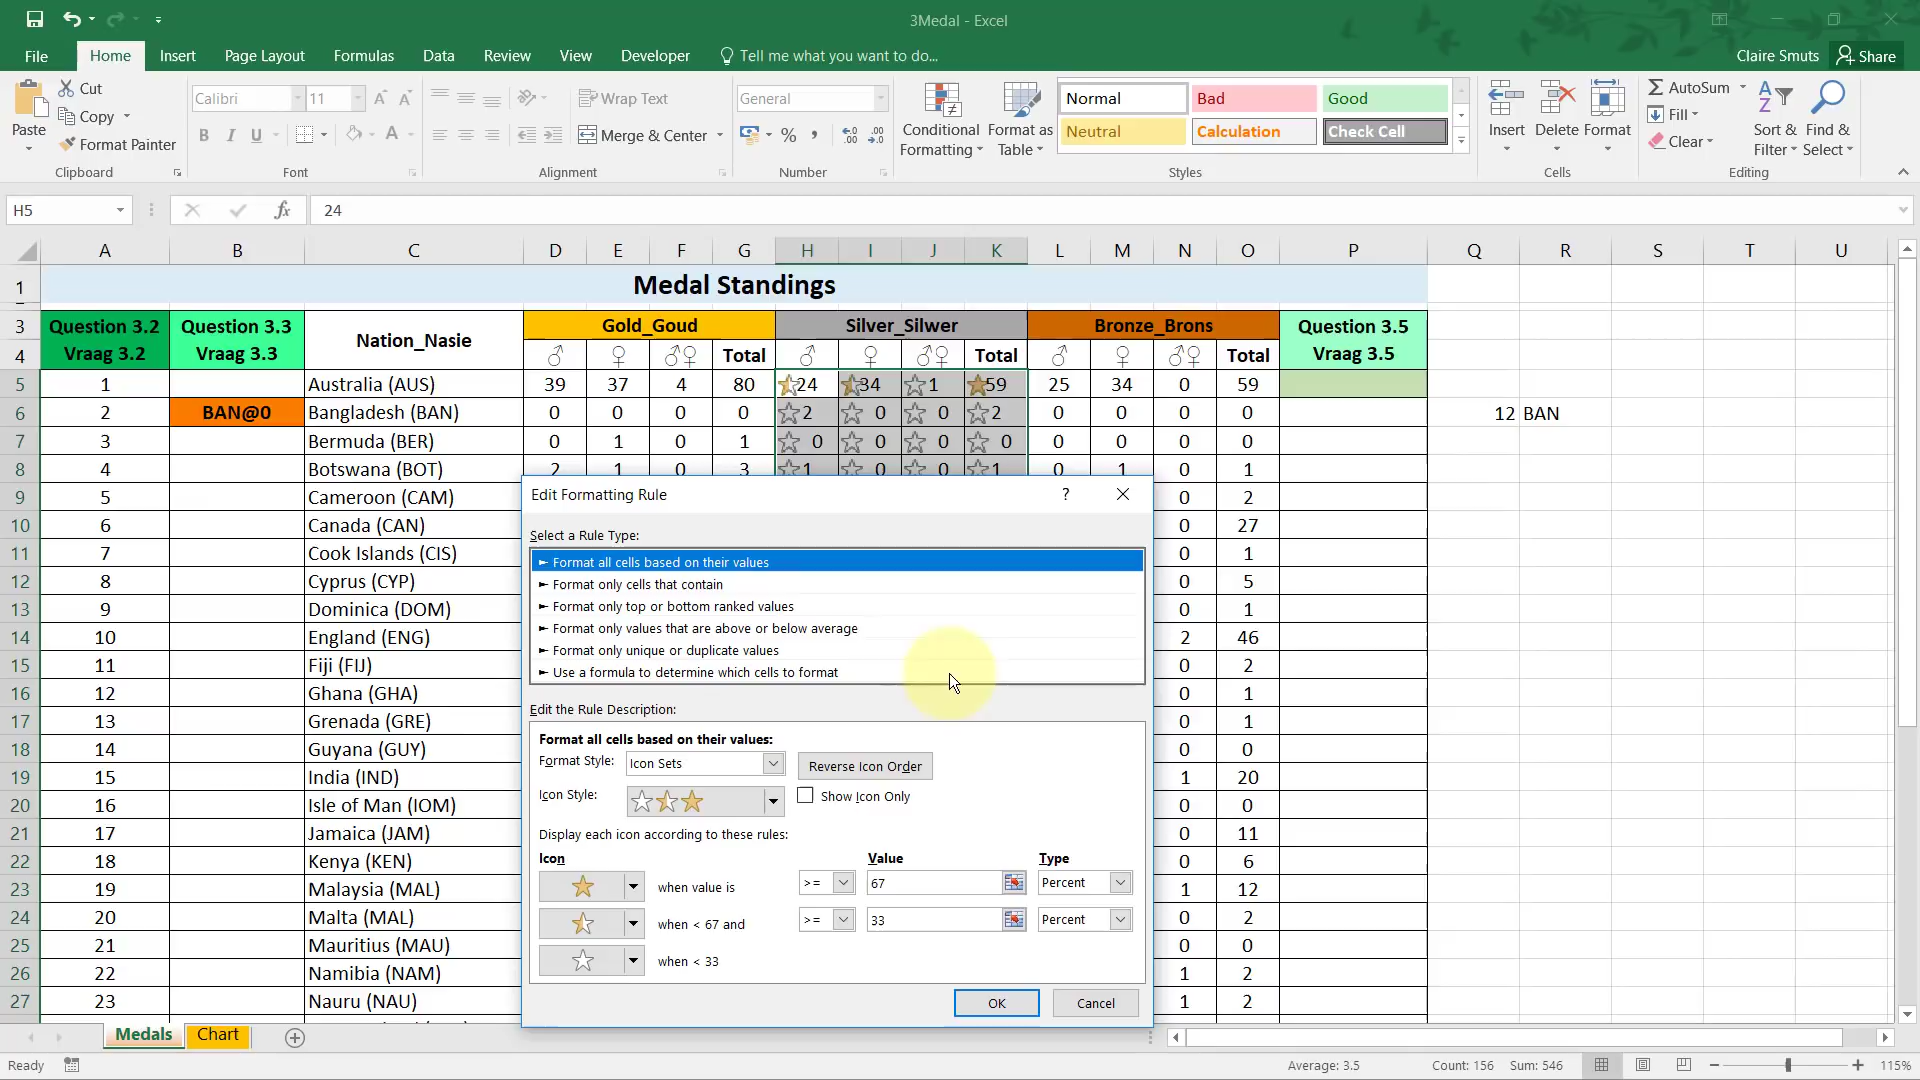 3Medal - Excel
File Home Insert Page Layout Formulas Data Review View Developer Tell me what you want to do... Claire Smuts Share
Cut
Copy
Format Painter
Paste
Clipboard
Calibri 11
B I U A
Font
Wrap Text
Merge & Center
Alignment
General
% ,
Number
Conditional Formatting
Format as Table
Normal Bad Good
Neutral Calculation Check Cell
Styles
Insert Delete Format
Cells
AutoSum
Fill
Clear
Sort & Filter
Find & Select
Editing
H5 fx 24
A B C D E F G H I J K L M N O P Q R S T U
1 Medal Standings
3 Question 3.2 Question 3.3 Nation_Nasie Gold_Goud Silver_Silwer Bronze_Brons Question 3.5
4 Vraag 3.2 Vraag 3.3 ♂ ♀ ♂♀ Total ♂ ♀ ♂♀ Total ♂ ♀ ♂♀ Total Vraag 3.5
5 1 Australia (AUS) 39 37 4 80 24 34 1 59 25 34 0 59
6 2 BAN@0 Bangladesh (BAN) 0 0 0 0 2 0 0 2 0 0 0 0 12 BAN
7 3 Bermuda (BER) 0 1 0 1 0 0 0 0 0 0 0 0
8 4 Botswana (BOT) 2 1 0 3 1 0 0 1 0 1 0 1
9 5 Cameroon (CAM) 0 2
10 6 Canada (CAN) 0 27
11 7 Cook Islands (CIS) 0 1
12 8 Cyprus (CYP) 0 5
13 9 Dominica (DOM) 0 1
14 10 England (ENG) 2 46
15 11 Fiji (FIJ) 0 2
16 12 Ghana (GHA) 0 1
17 13 Grenada (GRE) 0 1
18 14 Guyana (GUY) 0 0
19 15 India (IND) 1 20
20 16 Isle of Man (IOM) 0 0
21 17 Jamaica (JAM) 0 11
22 18 Kenya (KEN) 0 6
23 19 Malaysia (MAL) 1 12
24 20 Malta (MAL) 0 2
25 21 Mauritius (MAU) 0 0
26 22 Namibia (NAM) 1 2
27 23 Nauru (NAU) 1 2
Edit Formatting Rule ?
Select a Rule Type:
► Format all cells based on their values
► Format only cells that contain
► Format only top or bottom ranked values
► Format only values that are above or below average
► Format only unique or duplicate values
► Use a formula to determine which cells to format
Edit the Rule Description:
Format all cells based on their values:
Format Style: Icon Sets Reverse Icon Order
Icon Style: Show Icon Only
Display each icon according to these rules:
Icon Value Type
when value is >= 67 Percent
when < 67 and >= 33 Percent
when < 33
OK Cancel
Medals Chart
Ready Average: 3.5 Count: 156 Sum: 546 115%